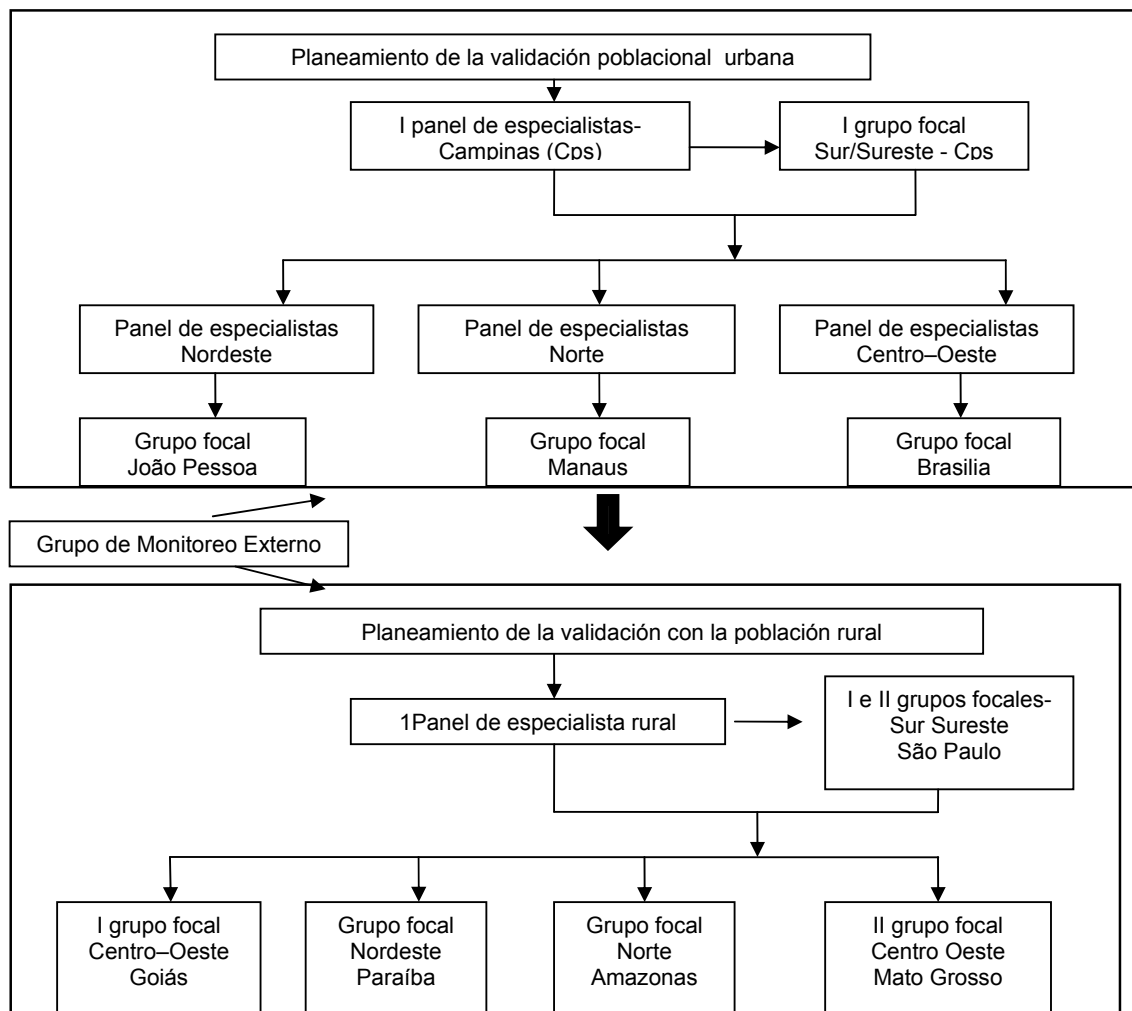 Planeamiento de la validación poblacional urbana
I panel de especialistas-
Campinas (Cps)
I grupo focal
Sur/Sureste - Cps
Panel de especialistas
Nordeste
Panel de especialistas
Norte
Panel de especialistas
Centro–Oeste
Grupo focal
João Pessoa
Grupo focal
Manaus
Grupo focal
Brasilia
Grupo de Monitoreo Externo
Planeamiento de la validación con la población rural
1Panel de especialista rural
I e II grupos focales-
Sur Sureste
São Paulo
I grupo focal
Centro–Oeste
Goiás
Grupo focal
Nordeste
Paraíba
Grupo focal
Norte
Amazonas
II grupo focal
Centro Oeste
Mato Grosso